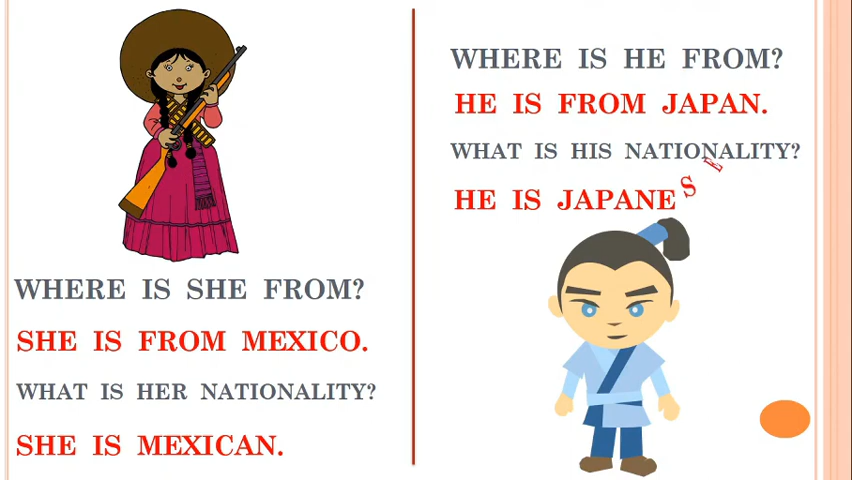 WHERE IS SHE FROM?
SHE IS FROM MEXICO.
WHAT IS HER NATIONALITY?
SHE IS MEXICAN.
WHERE IS HE FROM?
HE IS FROM JAPAN.
WHAT IS HIS NATIONALITY?
HE IS JAPANESE